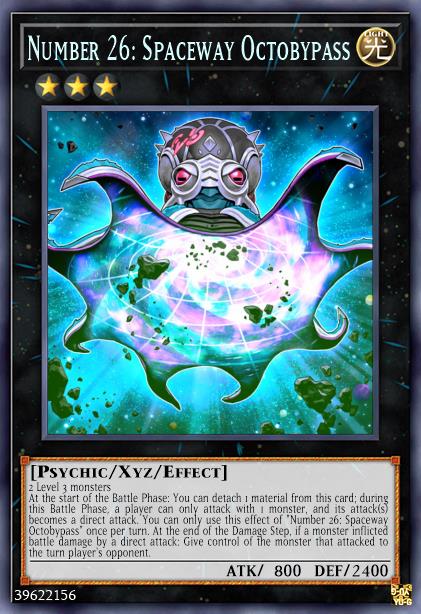 NUMBER 26: SPACEWAY OCTOBYPASS
LIGHT
光
26
[PSYCHIC/XYZ/EFFECT]
2 Level 3 monsters
At the start of the Battle Phase: You can detach 1 material from this card; during
this Battle Phase, a player can only attack with 1 monster, and its attack(s)
becomes a direct attack. You can only use this effect of "Number 26: Spaceway
Octobypass" once per turn. At the end of the Damage Step, if a monster inflicted
battle damage by a direct attack: Give control of the monster that attacked to
the turn player's opponent.
ATK/ 800 DEF/2400
39622156